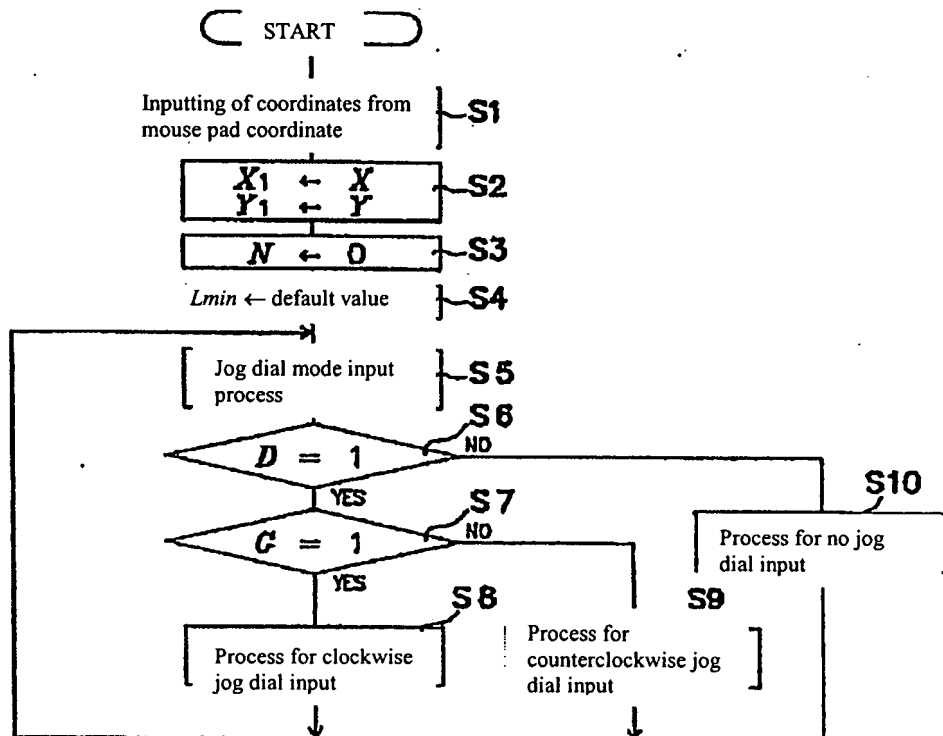 START
Inputting of coordinates from
mouse pad coordinate
S1
X1 ← X
Y1 ← Y
S2
N ← 0
S3
Lmin ← default value
S4
Jog dial mode input
process
S5
S6
D = 1
NO
YES
S7
G = 1
NO
YES
S10
Process for no jog
dial input
S8
Process for clockwise
jog dial input
S9
Process for
counterclockwise jog
dial input